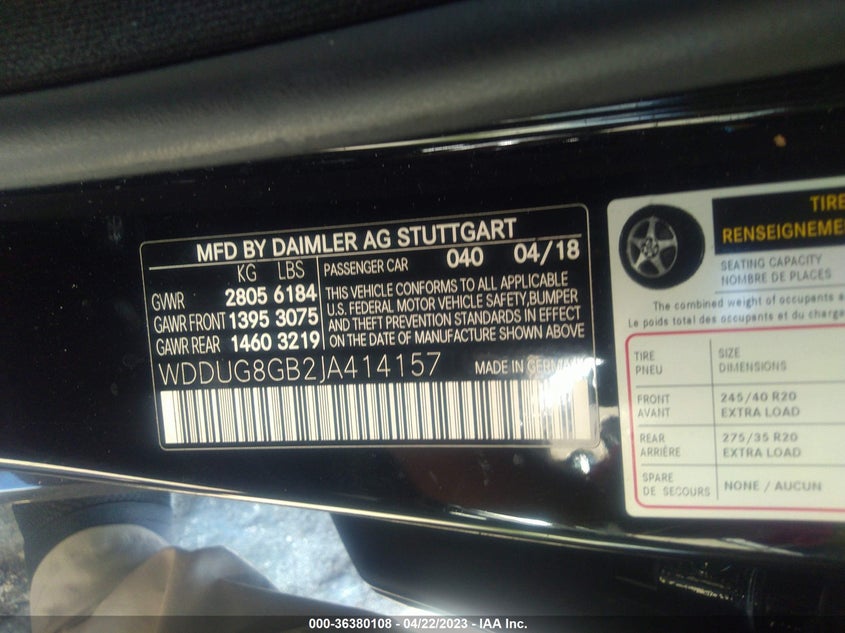 MFD BY DAIMLER AG STUTTGART
KG LBS
GVWR 2805 6184
GAWR FRONT 1395 3075
GAWR REAR 1460 3219
PASSENGER CAR 040 04/18
THIS VEHICLE CONFORMS TO ALL APPLICABLE
U.S. FEDERAL MOTOR VEHICLE SAFETY, BUMPER
AND THEFT PREVENTION STANDARDS IN EFFECT
ON THE DATE OF MANUFACTURE SHOWN ABOVE
WDDUG8GB2JA414157
MADE IN
TIRE
SEATING CAPACITY
NOMBRE DE PLACES
The combined weight of occupants
Le poids total des occupants et du
TIRE SIZE
PNEU DIMENSIONS
FRONT 245/40 R20
AVANT EXTRA LOAD
REAR 275/35 R20
ARRIÈRE EXTRA LOAD
SPARE
DE SECOURS NONE / AUCUN
000-36380108 - 04/22/2023 - IAA Inc.